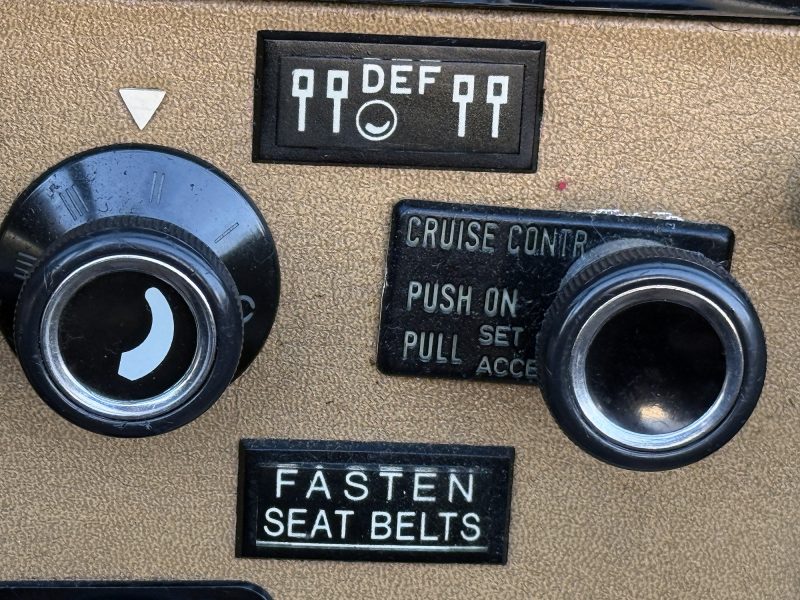 DEF
CRUISE CONTR
PUSH ON
PULL SET
ACCE
FASTEN
SEAT BELTS